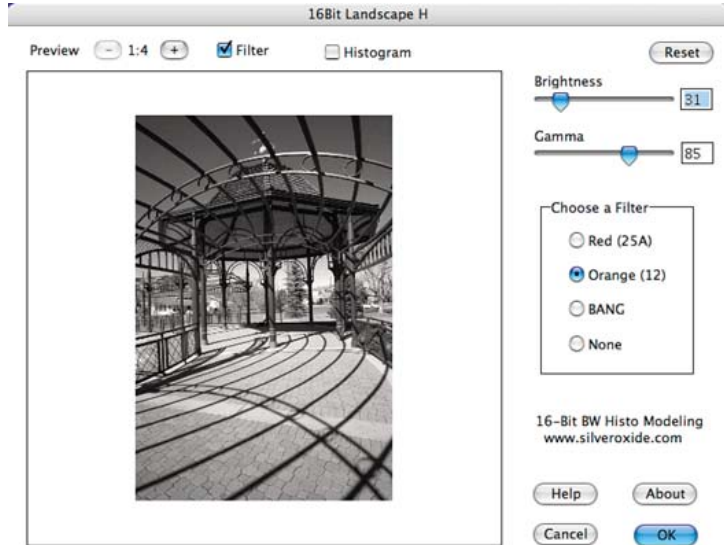 16Bit Landscape H
Preview - 1:4 + Filter Histogram Reset
Brightness
31
Gamma
85
Choose a Filter
Red (25A)
Orange (12)
BANG
None
16-Bit BW Histo Modeling
www.silveroxide.com
Help About
Cancel OK